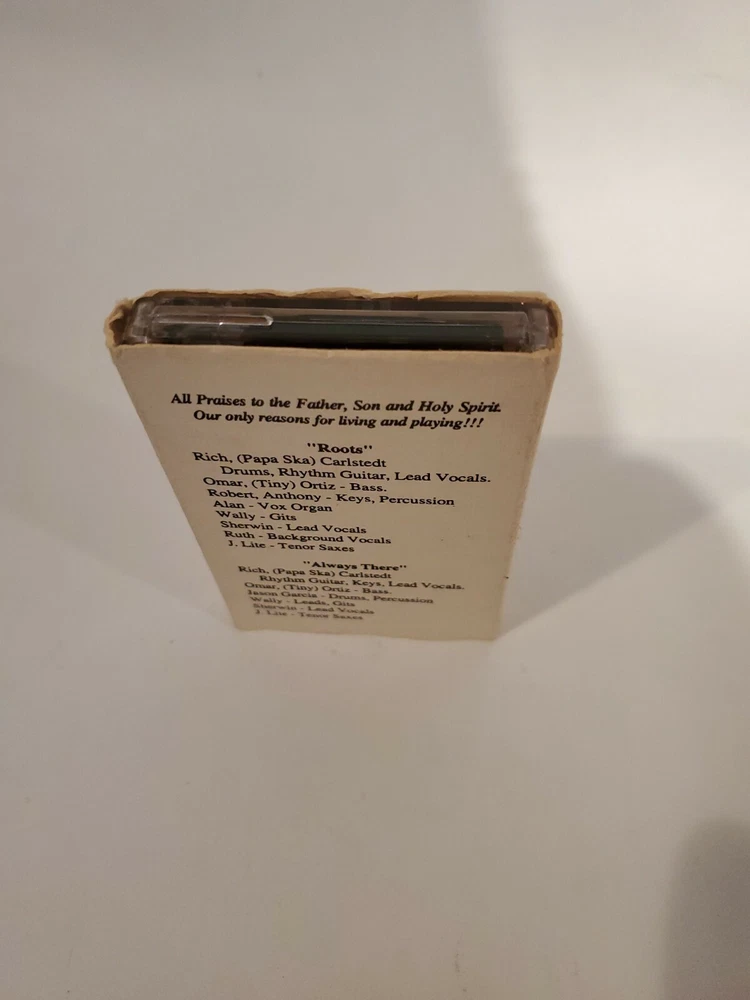 All Praises to the Father, Son and Holy Spirit.
Our only reasons for living and playing!!!
"Roots"
Rich, (Papa Ska) Carlstedt
Drums, Rhythm Guitar, Lead Vocals.
Omar, (Tiny) Ortiz - Bass.
Robert, Anthony - Keys, Percussion
Alan - Vox Organ
Wally - Gits
Sherwin - Lead Vocals
Ruth - Background Vocals
J. Lite - Tenor Saxes
"Always There"
Rich, (Papa Ska) Carlstedt
Rhythm Guitar, Keys, Lead Vocals.
Omar, (Tiny) Ortiz - Bass.
Jason Garcia - Drums, Percussion
Wally - Leads, Gits
Sherwin - Lead Vocals
J. Lite - Tenor Saxes